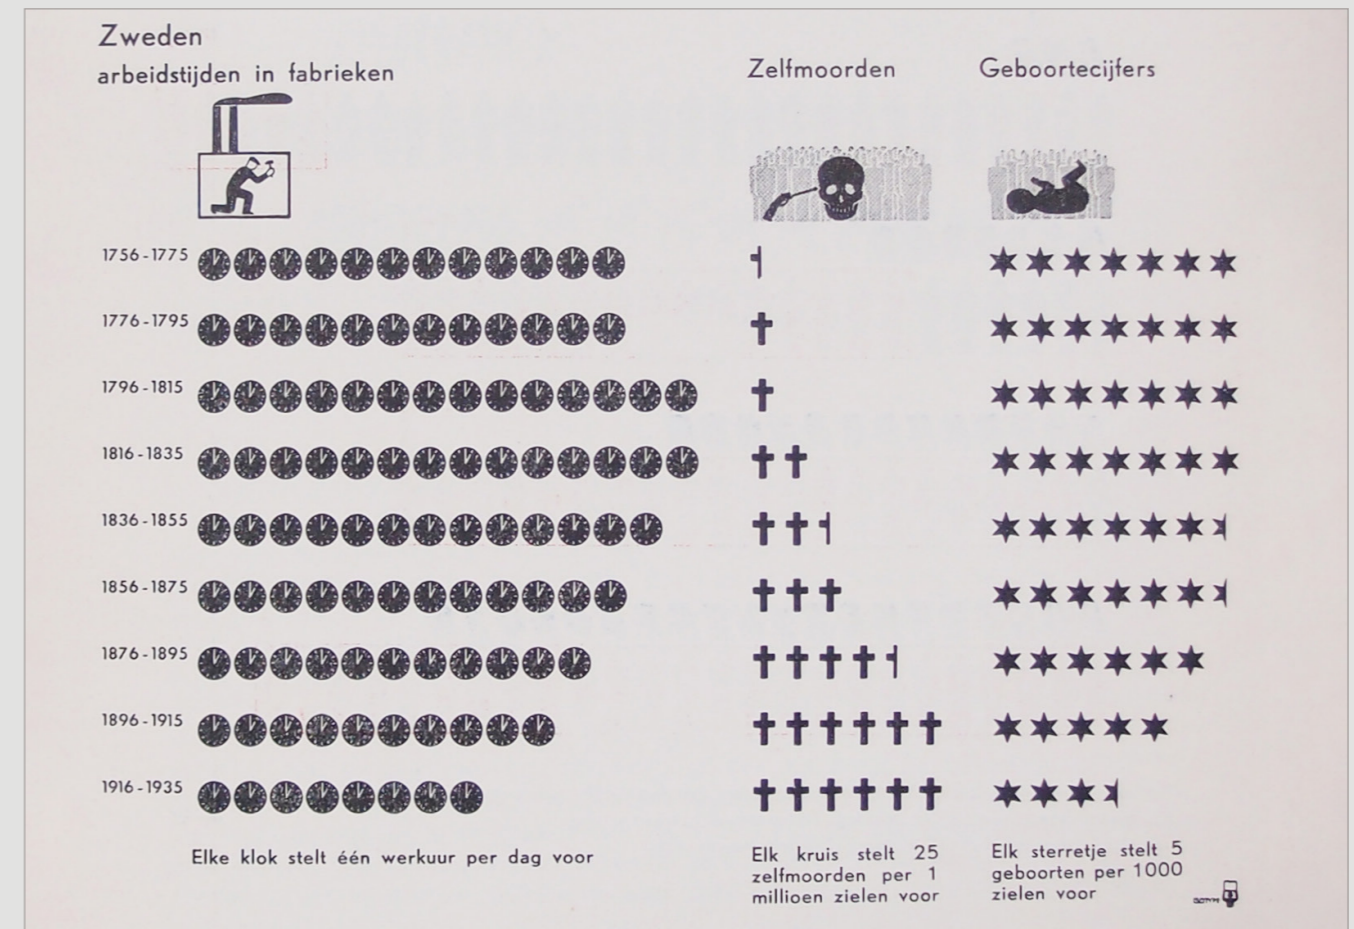 Zweden
arbeidstijden in fabrieken
Zelfmoorden
Geboortecijfers
1756-1775
1776-1795
1796-1815
1816-1835
1836-1855
1856-1875
1876-1895
1896-1915
1916-1935
Elke klok stelt één werkuur per dag voor
Elk kruis stelt 25
zelfmoorden per 1
millioen zielen voor
Elk sterretje stelt 5
geboorten per 1000
zielen voor